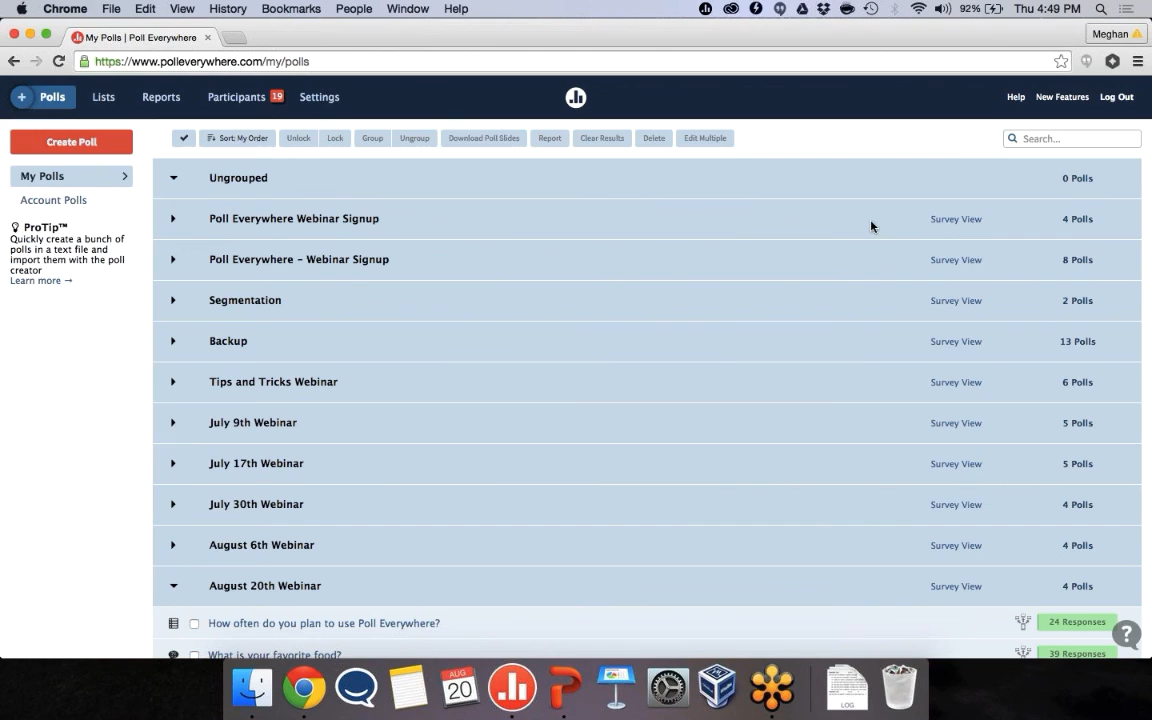 Chrome File Edit View History Bookmarks People Window Help 92% Thu 4:49 PM
My Polls | Poll Everywhere × Meghan
https://www.polleverywhere.com/my/polls
+ Polls Lists Reports Participants 19 Settings Help New Features Log Out
Create Poll Sort: My Order Unlock Lock Group Ungroup Download Poll Slides Report Clear Results Delete Edit Multiple Search...
My Polls
Account Polls
ProTip™
Quickly create a bunch of
polls in a text file and
import them with the poll
creator
Learn more →
Ungrouped 0 Polls
Poll Everywhere Webinar Signup Survey View 4 Polls
Poll Everywhere - Webinar Signup Survey View 8 Polls
Segmentation Survey View 2 Polls
Backup Survey View 13 Polls
Tips and Tricks Webinar Survey View 6 Polls
July 9th Webinar Survey View 5 Polls
July 17th Webinar Survey View 5 Polls
July 30th Webinar Survey View 4 Polls
August 6th Webinar Survey View 4 Polls
August 20th Webinar Survey View 4 Polls
How often do you plan to use Poll Everywhere? 24 Responses
What is your favorite food? 39 Responses
?
AUG
20
LOG